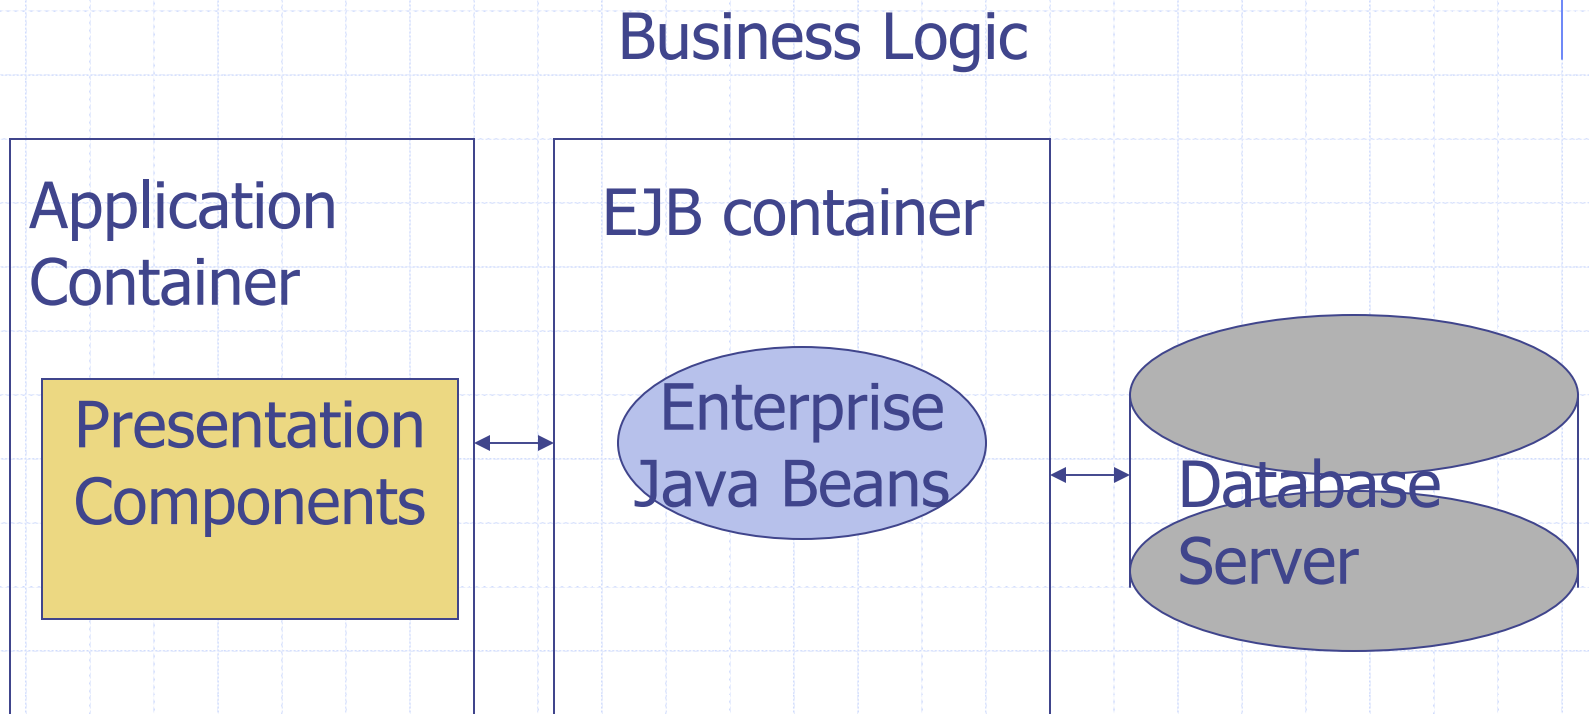 Business Logic
Application
Container
EJB container
Presentation
Components
Enterprise
Java Beans
Database
Server